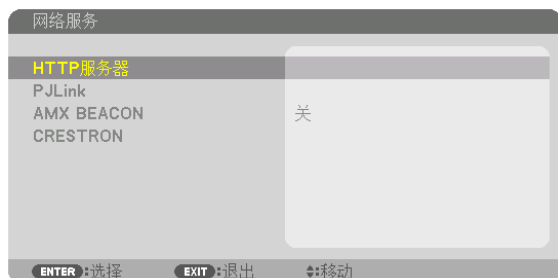 网络服务
HTTP服务器
PJLink
AMX BEACON 关
CRESTRON
ENTER:选择 EXIT:退出 :移动